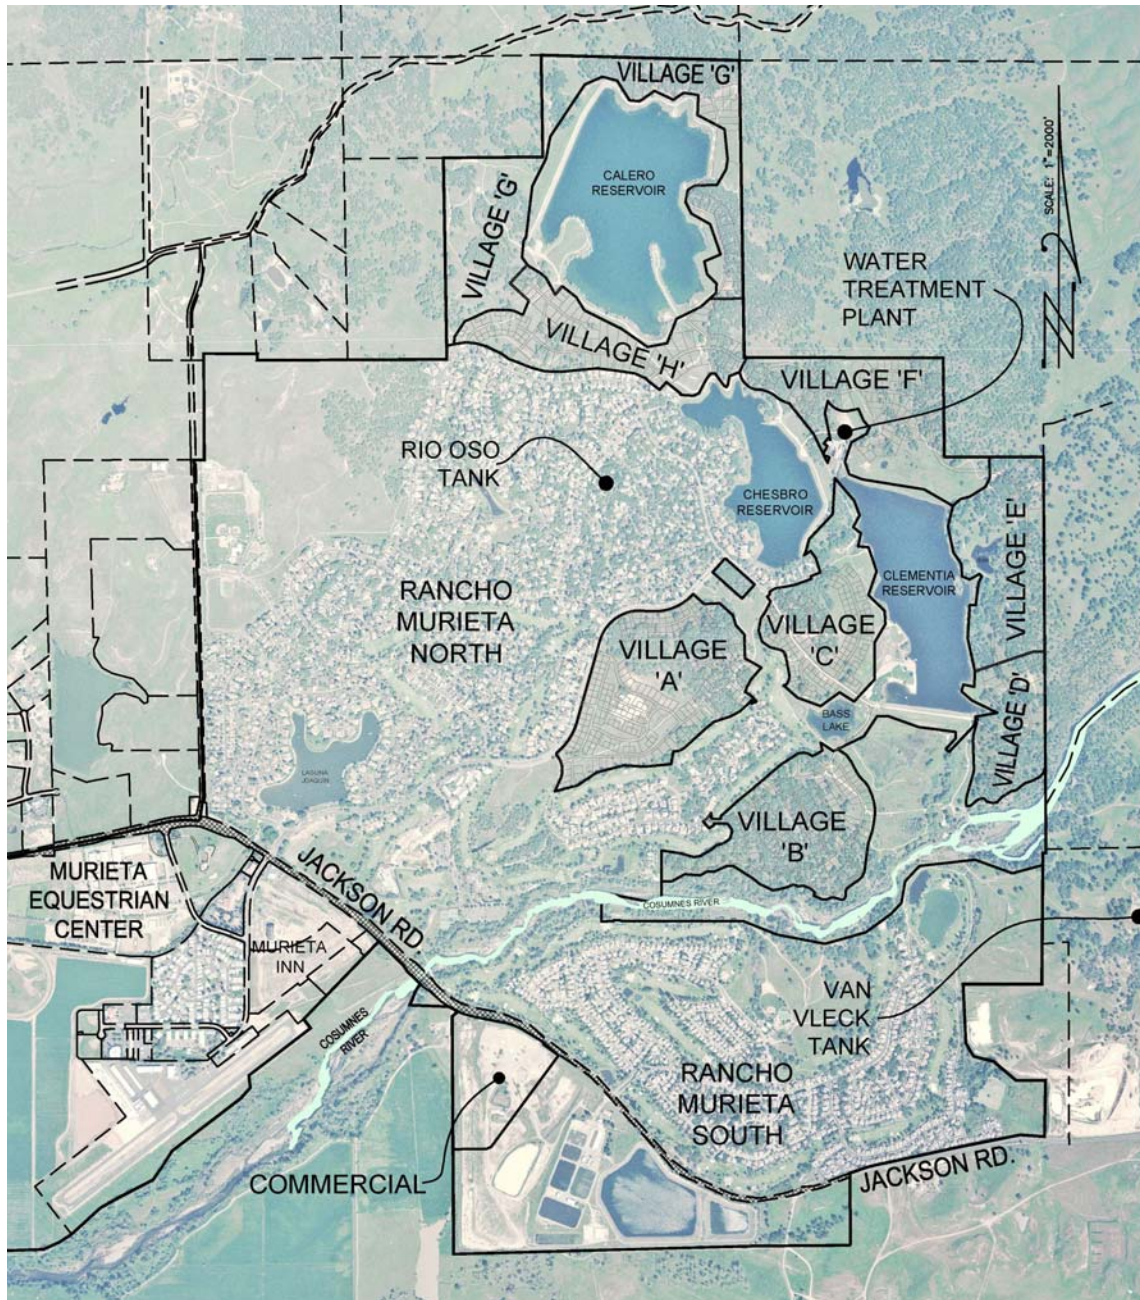 VILLAGE 'G'
CALERO
RESERVOIR
VILLAGE 'G'
SCALE: 1"=2000'
WATER
TREATMENT
PLANT
VILLAGE 'H'
VILLAGE 'F'
RIO OSO
TANK
CHESBRO
RESERVOIR
VILLAGE 'E'
CLEMENTIA
RESERVOIR
RANCHO
MURIETA
NORTH
VILLAGE
'A'
VILLAGE
'C'
BASS
LAKE
VILLAGE 'D'
LAGUNA
JOAQUIN
VILLAGE
'B'
JACKSON RD.
MURIETA
EQUESTRIAN
CENTER
COSUMNES RIVER
MURIETA
INN
VAN
VLECK
TANK
COSUMNES
RIVER
RANCHO
MURIETA
SOUTH
COMMERCIAL
JACKSON RD.